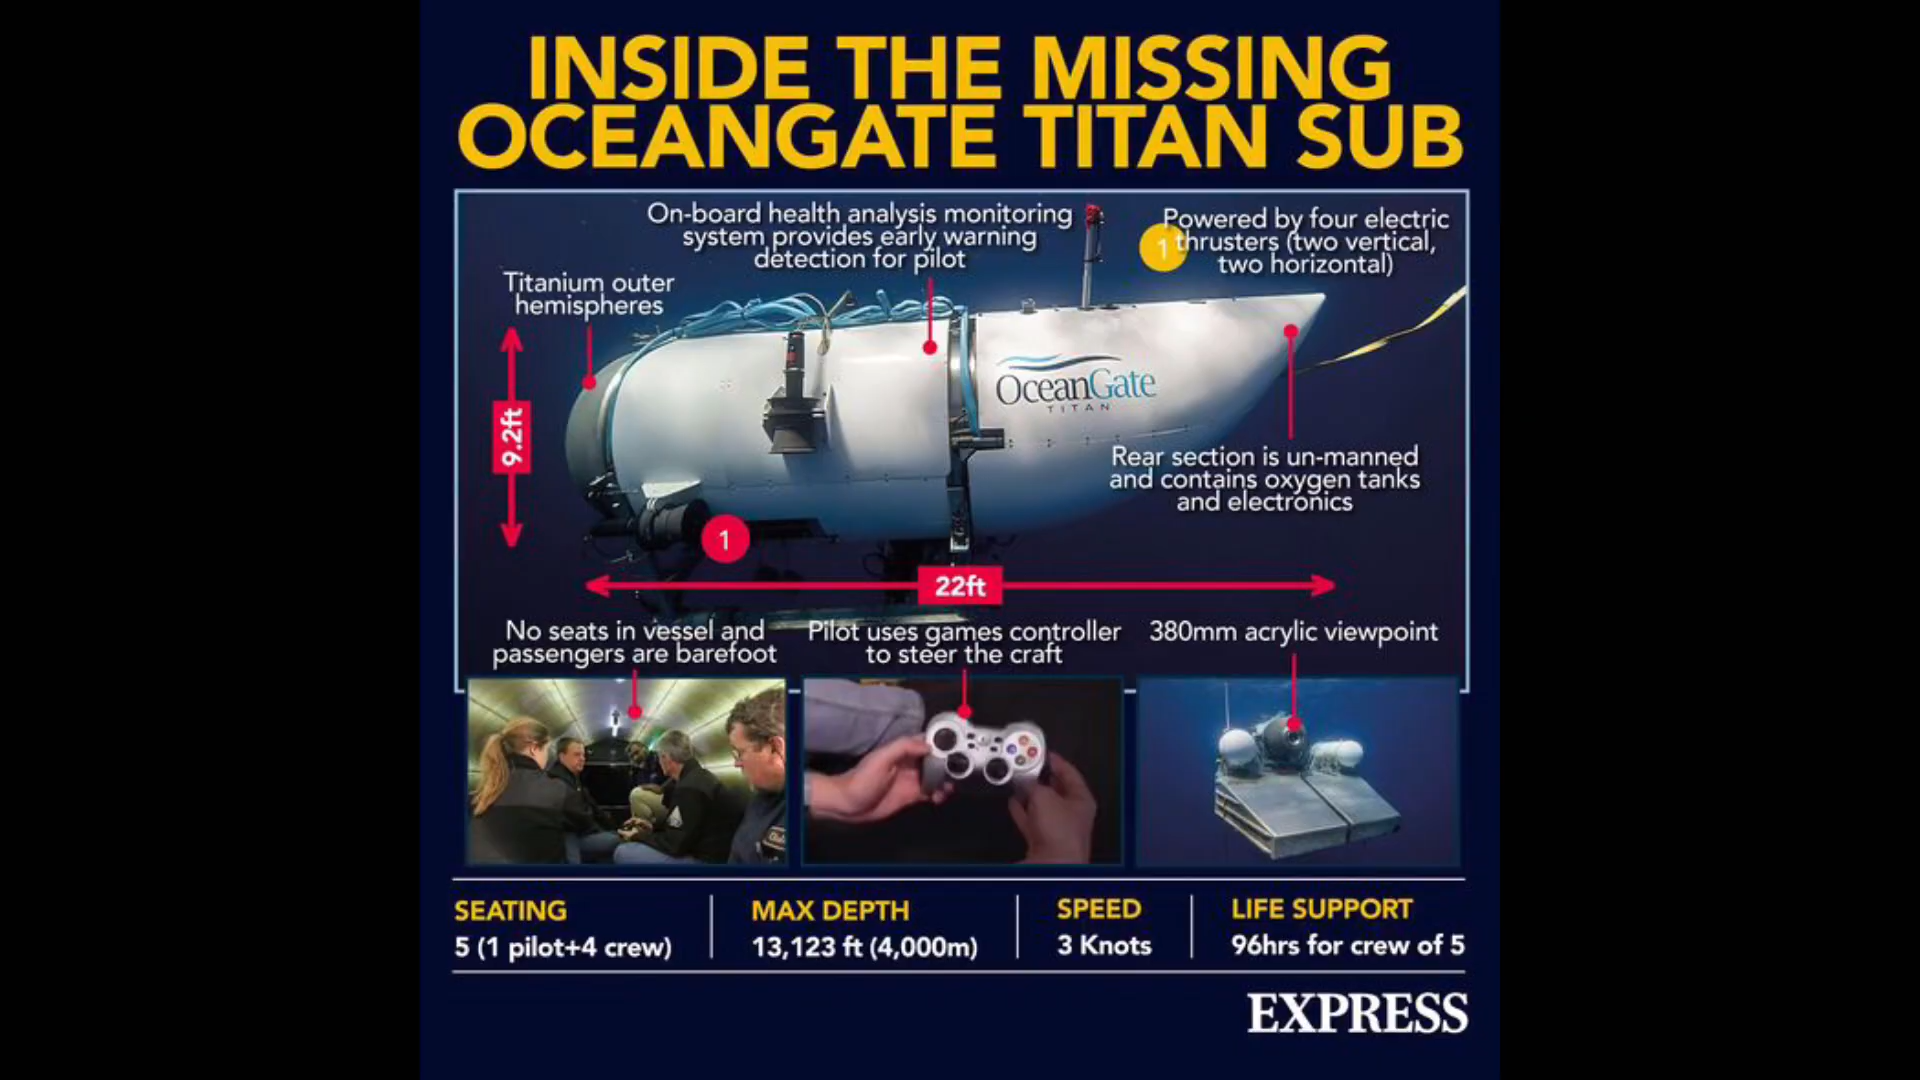 INSIDE THE MISSING
OCEANGATE TITAN SUB
On-board health analysis monitoring
system provides early warning
detection for pilot
1
Powered by four electric
thrusters (two vertical,
two horizontal)
Titanium outer
hemispheres
9.2ft
OceanGate
TITAN
Rear section is un-manned
and contains oxygen tanks
and electronics
1
22ft
No seats in vessel and
passengers are barefoot
Pilot uses games controller
to steer the craft
380mm acrylic viewpoint
SEATING
5 (1 pilot+4 crew)
MAX DEPTH
13,123 ft (4,000m)
SPEED
3 Knots
LIFE SUPPORT
96hrs for crew of 5
EXPRESS